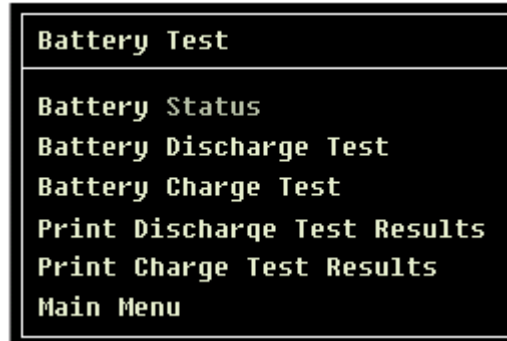 Battery Test
Battery Status
Battery Discharge Test
Battery Charge Test
Print Discharge Test Results
Print Charge Test Results
Main Menu